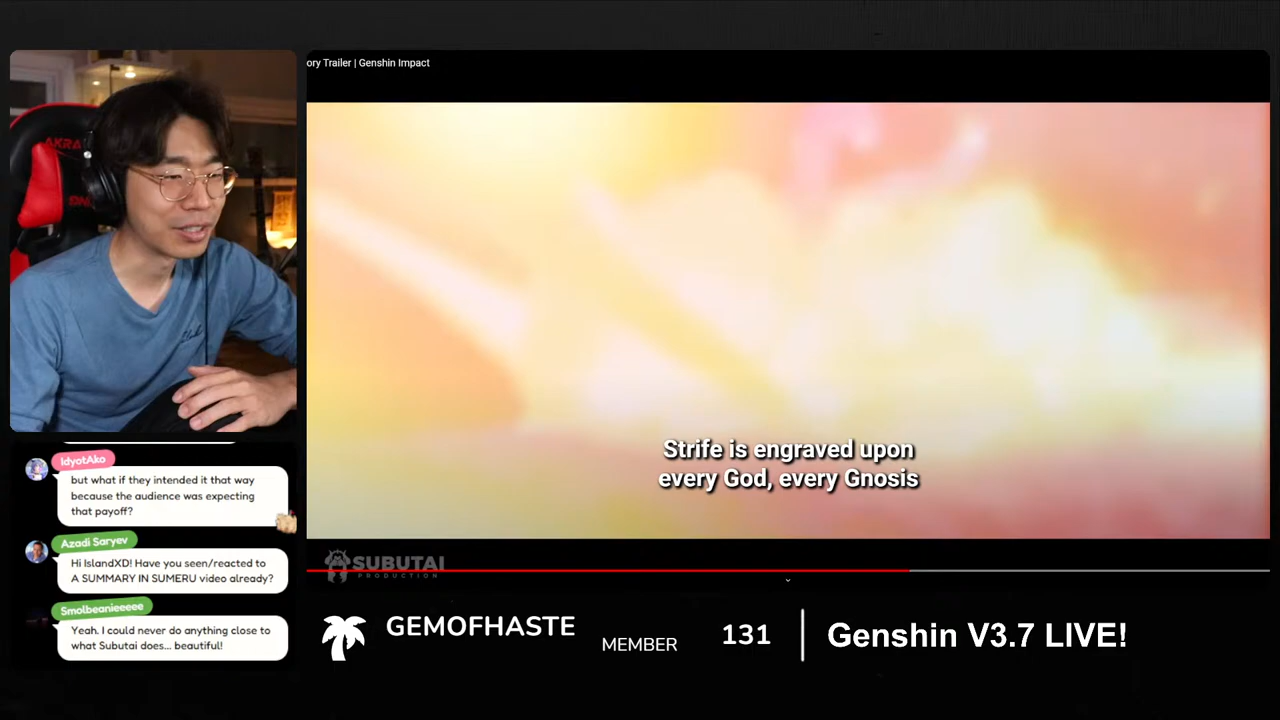 ory Trailer | Genshin Impact
AKRA
Strife is engraved upon
every God, every Gnosis
SUBUTAI
PRODUCTION
IdyotAko
but what if they intended it that way
because the audience was expecting
that payoff?
Azadi Saryev
Hi IslandXD! Have you seen/reacted to
A SUMMARY IN SUMERU video already?
Smolbeanieeeee
Yeah. I could never do anything close to
what Subutai does... beautiful!
GEMOFHASTE
MEMBER
131
Genshin V3.7 LIVE!